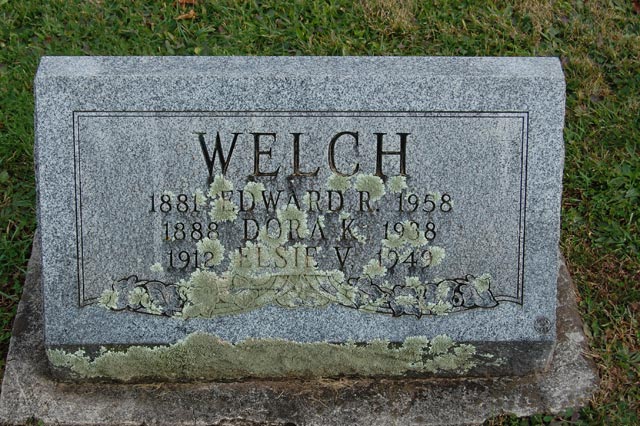 WELCH
1881 EDWARD R. 1958
1888 DORA K. 1938
1912 ELSIE V. 1949